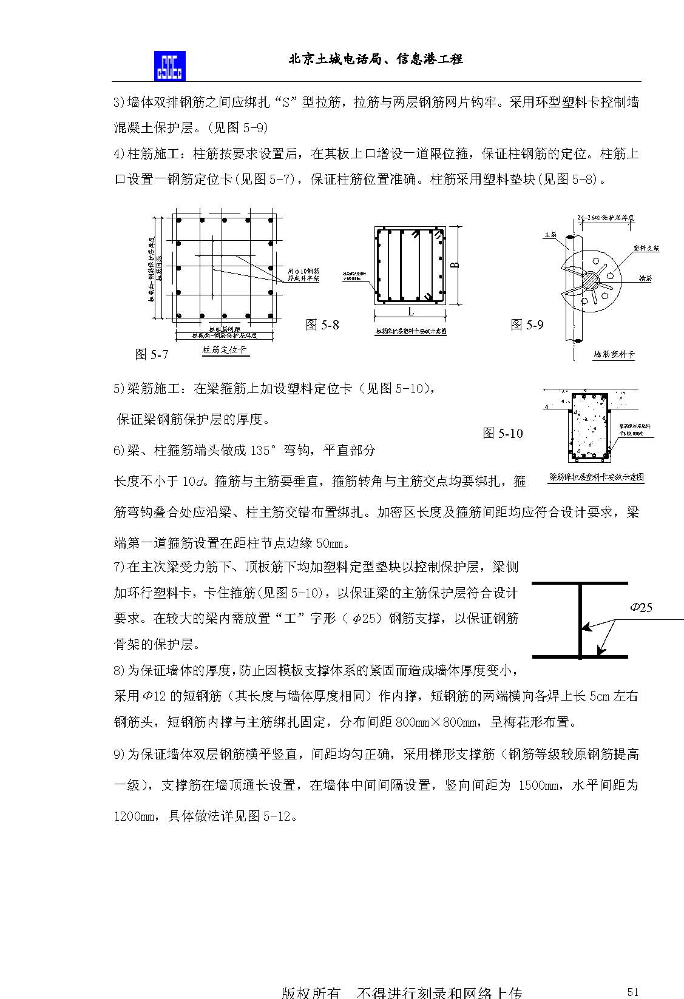 CSCEC
北京土城电话局、信息港工程
3)墙体双排钢筋之间应绑扎“S”型拉筋，拉筋与两层钢筋网片钩牢。采用环型塑料卡控制墙
混凝土保护层。(见图5-9)
4)柱筋施工：柱筋按要求设置后，在其板上口增设一道限位箍，保证柱钢筋的定位。柱筋上
口设置一钢筋定位卡(见图5-7)，保证柱筋位置准确。柱筋采用塑料垫块(见图5-8)。
柱截面-钢筋保护层厚度
柱筋间距
用φ10钢筋
焊成井字架
柱纵筋间距
柱截面-钢筋保护层厚度
柱筋定位卡
图5-7
B
L
图5-8
柱筋保护层塑料卡安放示意图
24-26砼保护层厚度
主筋
塑料支架
横筋
图5-9
墙筋塑料卡
5)梁筋施工：在梁箍筋上加设塑料定位卡（见图5-10），
保证梁钢筋保护层的厚度。
图5-10
梁筋保护层塑料
梁筋保护层塑料卡安放示意图
6)梁、柱箍筋端头做成135°弯钩，平直部分
长度不小于10d。箍筋与主筋要垂直，箍筋转角与主筋交点均要绑扎，箍
筋弯钩叠合处应沿梁、柱主筋交错布置绑扎。加密区长度及箍筋间距均应符合设计要求，梁
端第一道箍筋设置在距柱节点边缘50mm。
7)在主次梁受力筋下、顶板筋下均加塑料定型垫块以控制保护层，梁侧
加环行塑料卡，卡住箍筋(见图5-10)，以保证梁的主筋保护层符合设计
要求。在较大的梁内需放置“工”字形（φ25）钢筋支撑，以保证钢筋
骨架的保护层。
Φ25
8)为保证墙体的厚度,防止因模板支撑体系的紧固而造成墙体厚度变小，
采用Φ12的短钢筋（其长度与墙体厚度相同）作内撑，短钢筋的两端横向各焊上长5cm左右
钢筋头，短钢筋内撑与主筋绑扎固定，分布间距800mm×800mm，呈梅花形布置。
9)为保证墙体双层钢筋横平竖直，间距均匀正确，采用梯形支撑筋（钢筋等级较原钢筋提高
一级），支撑筋在墙顶通长设置，在墙体中间间隔设置，竖向间距为 1500mm，水平间距为
1200mm，具体做法详见图5-12。
版权所有 不得进行刻录和网络上传
51